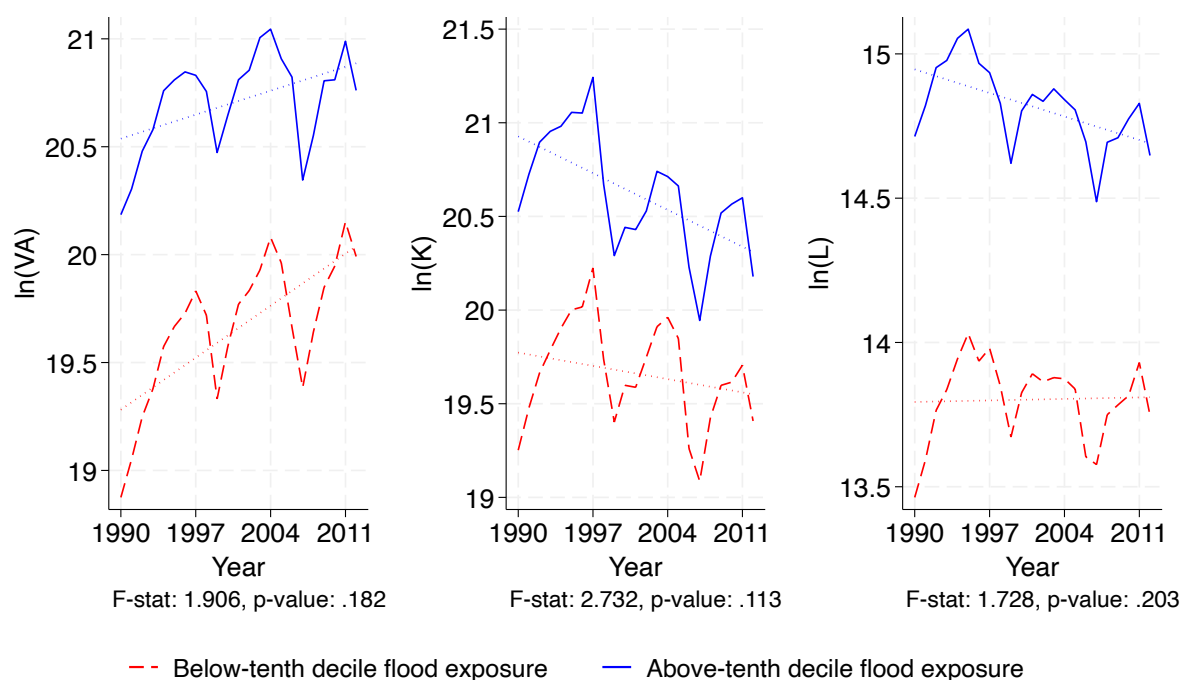 ln(VA)
21
20.5
20
19.5
19
1990 1997 2004 2011
Year
F-stat: 1.906, p-value: .182
ln(K)
21.5
21
20.5
20
19.5
19
1990 1997 2004 2011
Year
F-stat: 2.732, p-value: .113
ln(L)
15
14.5
14
13.5
1990 1997 2004 2011
Year
F-stat: 1.728, p-value: .203
Below-tenth decile flood exposure
Above-tenth decile flood exposure